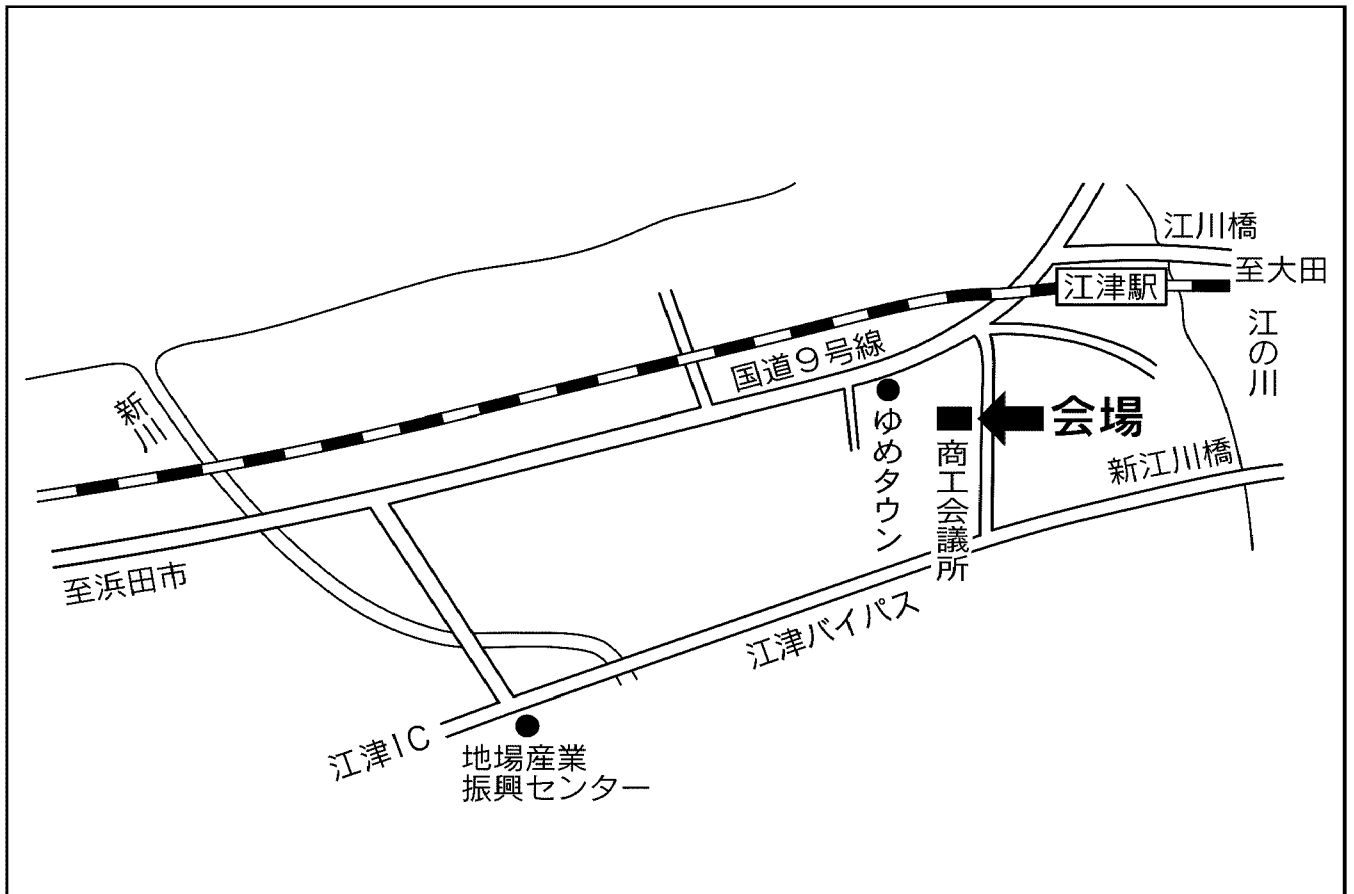 江川橋
至大田
江津駅
江の川
国道9号線
新川
会場
ゆめタウン
商工会議所
新江川橋
至浜田市
江津バイパス
江津IC
地場産業
振興センター